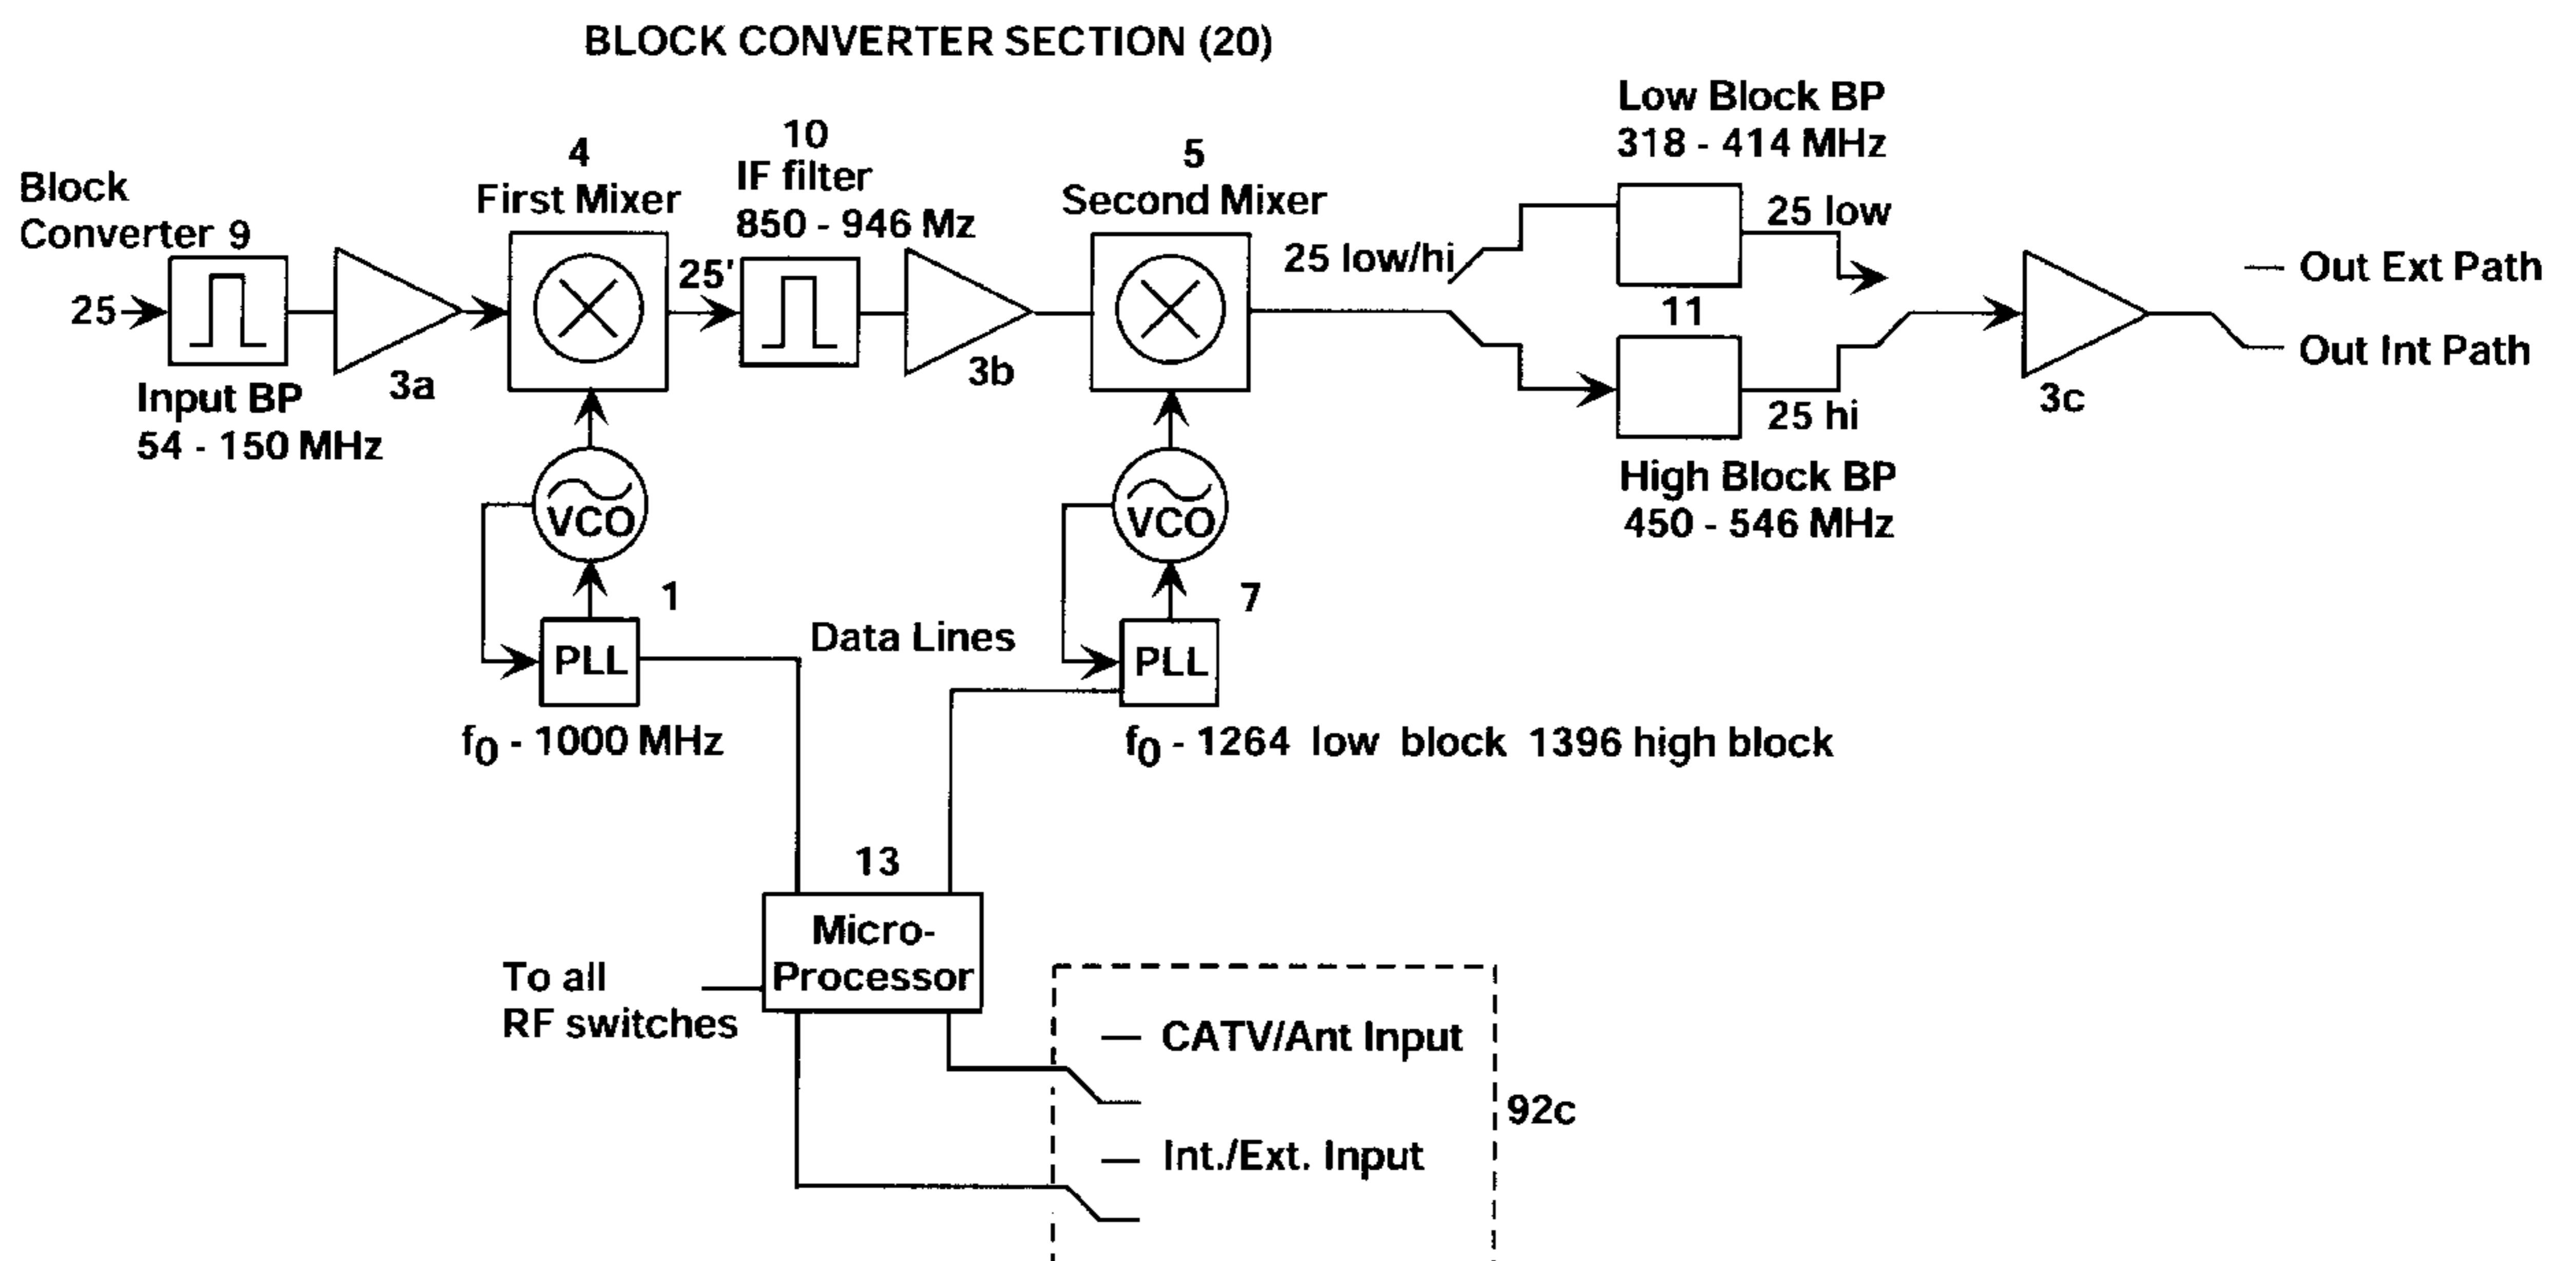 BLOCK CONVERTER SECTION (20)
Low Block BP
318 - 414 MHz
Block
Converter 9
4
First Mixer
10
IF filter
850 - 946 Mz
5
Second Mixer
25 low/hi
25 low
25
25'
11
Out Ext Path
Out Int Path
Input BP
54 - 150 MHz
3a
3b
25 hi
3c
High Block BP
450 - 546 MHz
VCO
VCO
1
7
PLL
Data Lines
PLL
f0 - 1000 MHz
f0 - 1264 low block 1396 high block
13
Micro-
Processor
To all
RF switches
CATV/Ant Input
92c
Int./Ext. Input